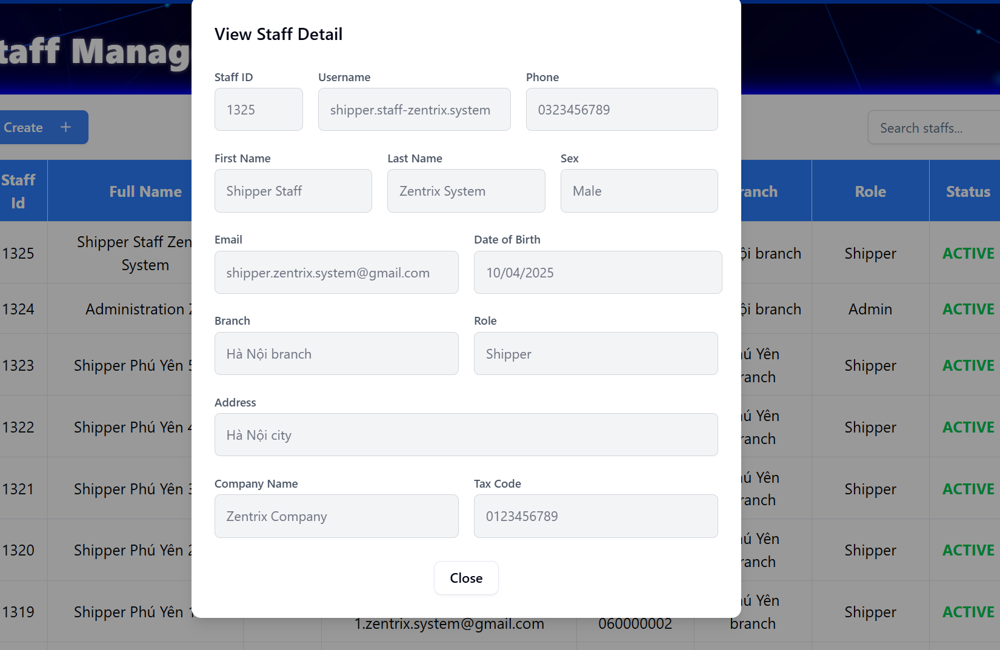 View Staff Detail
Staff ID Username Phone
1325 shipper.staff-zentrix.system 0323456789
First Name Last Name Sex
Shipper Staff Zentrix System Male
Email Date of Birth
shipper.zentrix.system@gmail.com 10/04/2025
Branch Role
Hà Nội branch Shipper
Address
Hà Nội city
Company Name Tax Code
Zentrix Company 0123456789
Close
taff Manag
Create +
Search staffs...
Staff
Id
Full Name
ranch
Role
Status
1325
Shipper Staff Zen
System
ội branch
Shipper
ACTIVE
1324
Administration
ội branch
Admin
ACTIVE
1323
Shipper Phú Yên 5
ú Yên
ranch
Shipper
ACTIVE
1322
Shipper Phú Yên 4
ú Yên
ranch
Shipper
ACTIVE
1321
Shipper Phú Yên 3
ú Yên
ranch
Shipper
ACTIVE
1320
Shipper Phú Yên 2
ú Yên
ranch
Shipper
ACTIVE
1319
Shipper Phú Yên 1
1.zentrix.system@gmail.com
060000002
ú Yên
branch
Shipper
ACTIVE